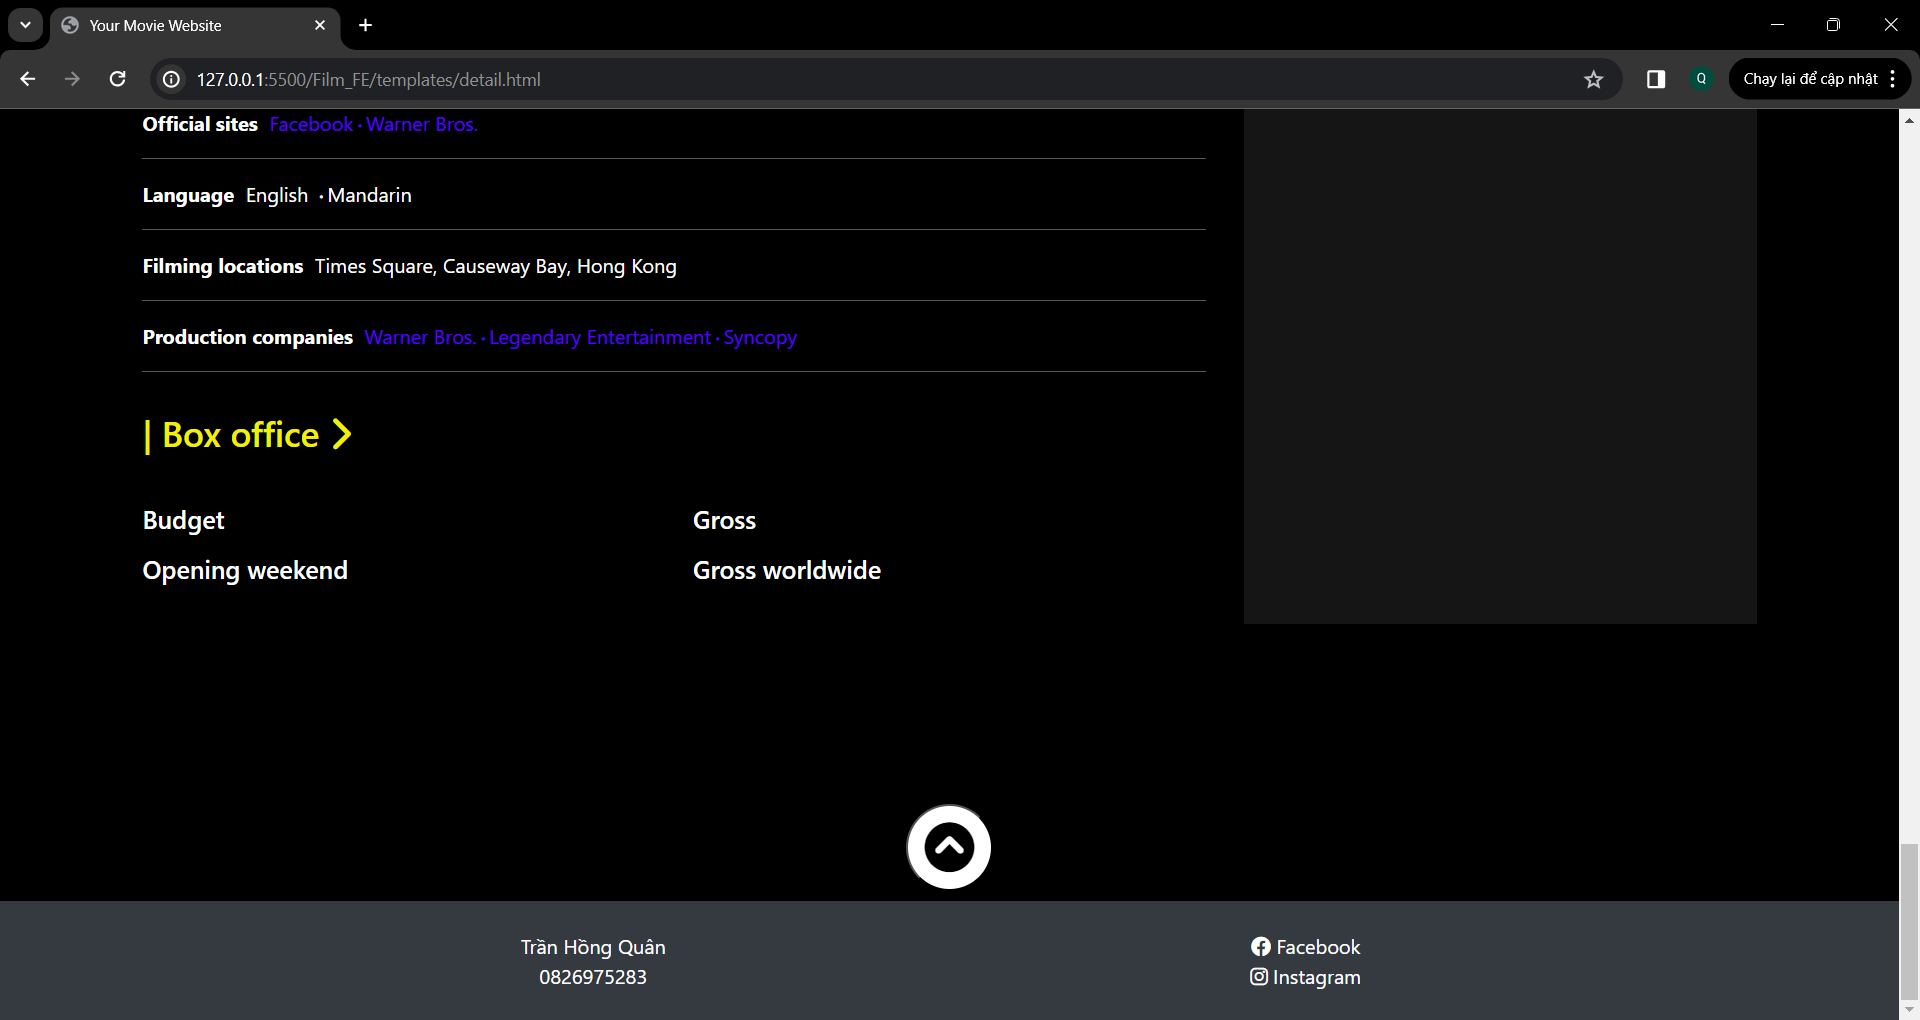 Your Movie Website
127.0.0.1:5500/Film_FE/templates/detail.html
Q
Chạy lại để cập nhật
Official sites Facebook · Warner Bros.
Language English · Mandarin
Filming locations Times Square, Causeway Bay, Hong Kong
Production companies Warner Bros. · Legendary Entertainment · Syncopy
| Box office
Budget Gross
Opening weekend Gross worldwide
Trần Hồng Quân Facebook
0826975283 Instagram